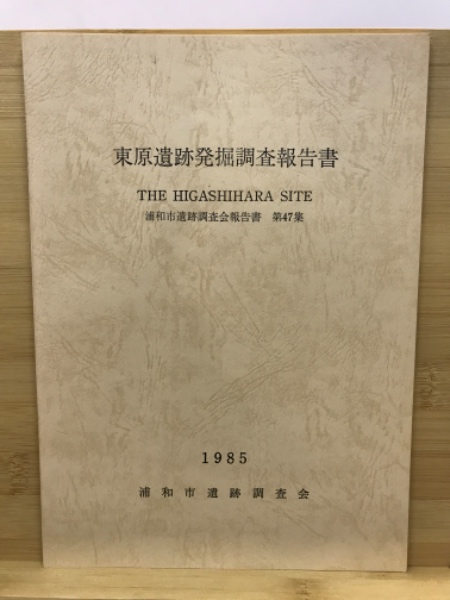 東原遺跡発掘調査報告書
THE HIGASHIHARA SITE
浦和市遺跡調査会報告書　第47集
1985
浦和市遺跡調査会